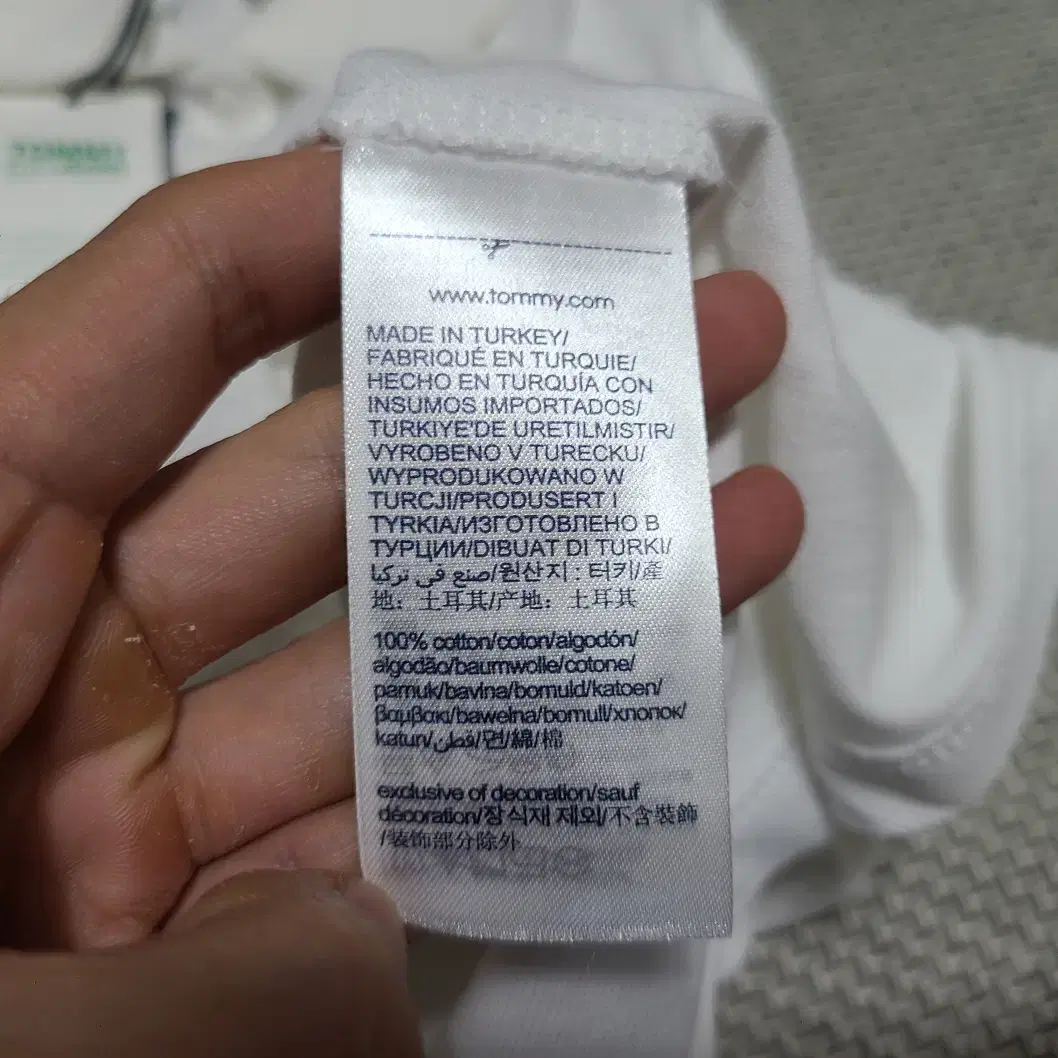 www.tommy.com
MADE IN TURKEY/
FABRIQUÉ EN TURQUIE/
HECHO EN TURQUÍA CON
INSUMOS IMPORTADOS/
TURKIYE'DE URETILMISTIR/
VYROBENO V TURECKU/
WYPRODUKOWANO W
TURCJI/PRODUSERT I
TYRKIA/ИЗГОТОВЛЕНО В
ТУРЦИИ/DIBUAT DI TURKI/
صنع في تركيا/원산지 : 터키/產
地：土耳其/产地：土耳其
100% cotton/coton/algodón/
algodão/baumwolle/cotone/
pamuk/bavlna/bomuld/katoen/
βαμβακι/bawełna/bomull/хлопок/
katun/قطن/면/綿/棉
exclusive of decoration/sauf
décoration/장식재 제외/不含裝飾
/装饰部分除外